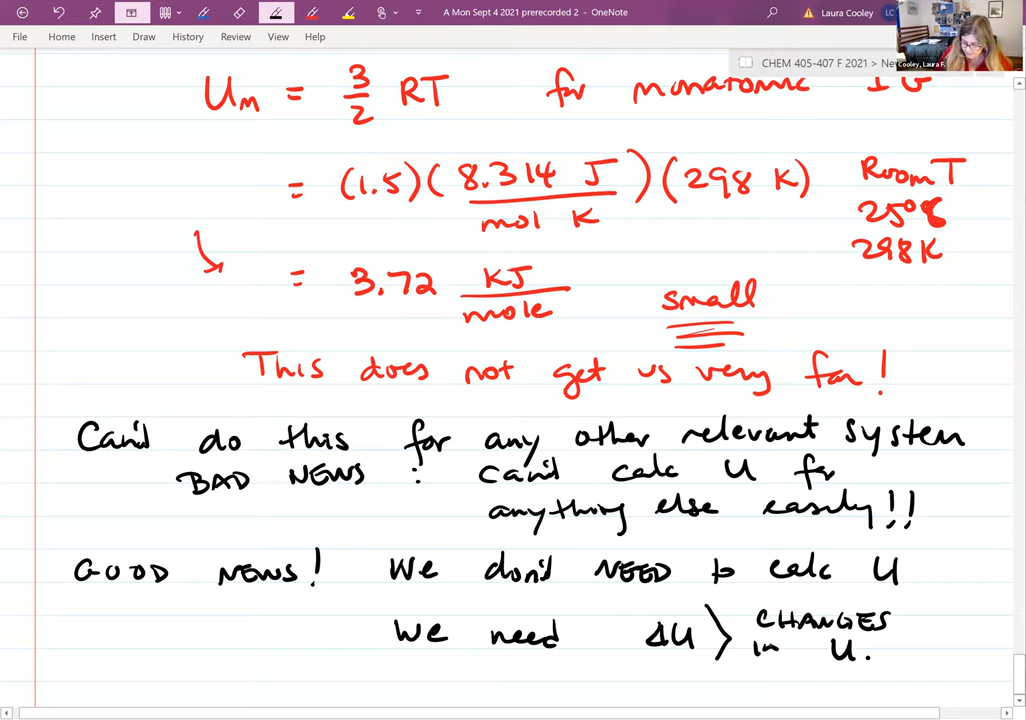 A Mon Sept 4 2021 prerecorded 2 - OneNote
Laura Cooley
LC
File Home Insert Draw History Review View Help
Cooley, Laura F.
CHEM 405-407 F 2021 >
Um = 3/2 RT for monatomic IG
= (1.5)(8.314 J / mol K)(298 K) Room T
25°C
298K
= 3.72 KJ/mole small
This does not get us very far!
Can't do this for any other relevant system
BAD NEWS : can't calc U for
anything else easily!!
GOOD NEWS! We don't NEED to calc U
We need ΔU } CHANGES
in U.